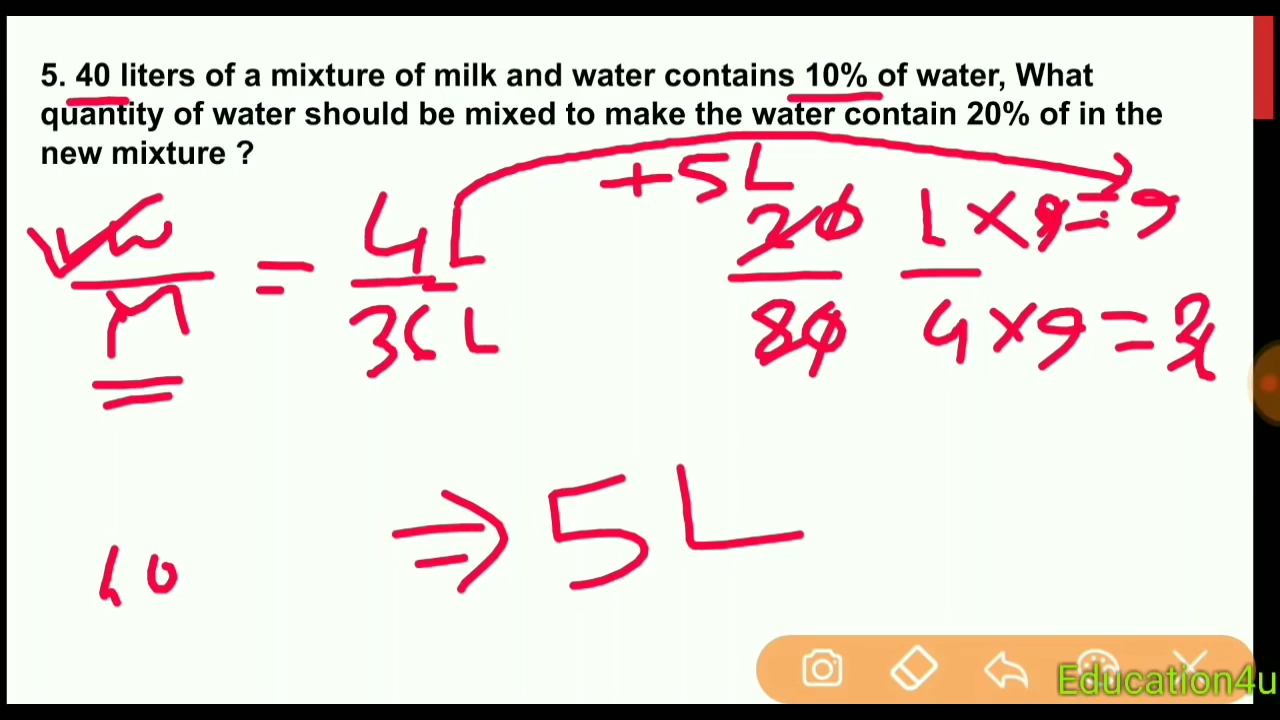 5. 40 liters of a mixture of milk and water contains 10% of water, What
quantity of water should be mixed to make the water contain 20% of in the
new mixture ?
+5L
W/M = 4L/36L
20/80 1×9=9
4×9=36
⇒ 5L
40
Education4u